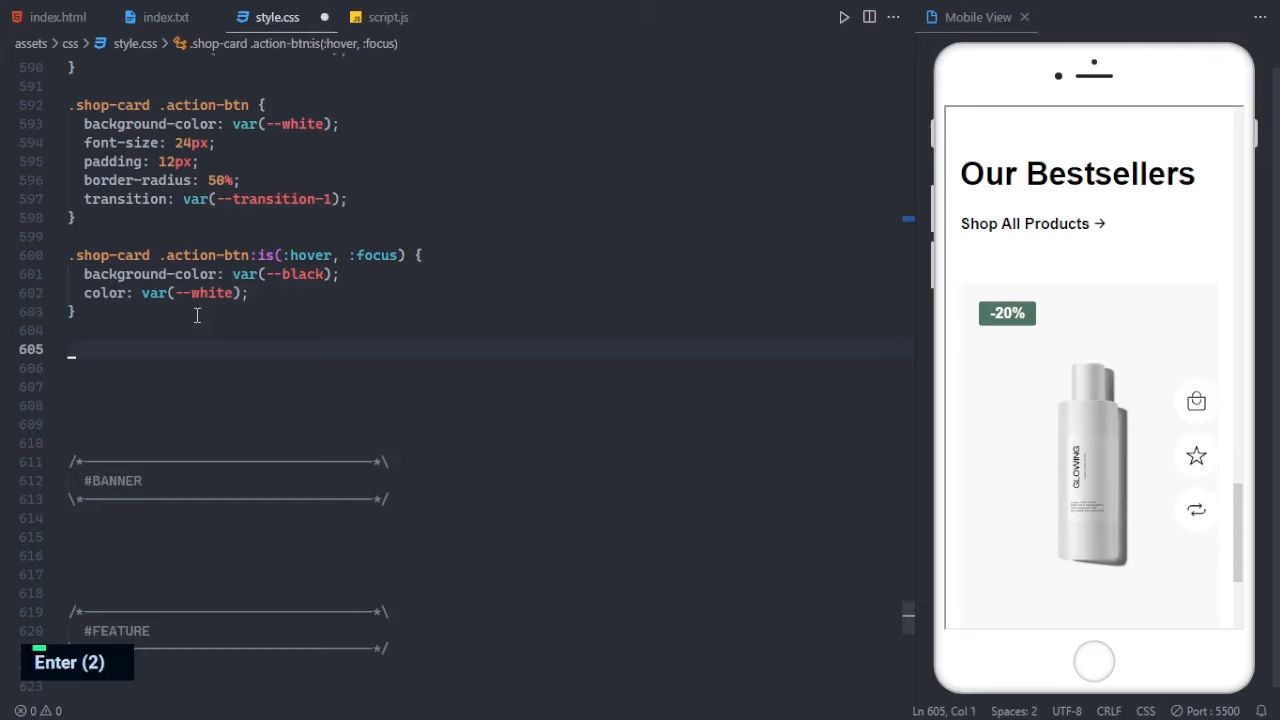 index.html
index.txt
style.css
script.js
Mobile View
assets > css > style.css > .shop-card .action-btn:is(:hover, :focus)
590 }
591
592 .shop-card .action-btn {
593 background-color: var(--white);
594 font-size: 24px;
595 padding: 12px;
596 border-radius: 50%;
597 transition: var(--transition-1);
598 }
599
600 .shop-card .action-btn:is(:hover, :focus) {
601 background-color: var(--black);
602 color: var(--white);
603 }
604
605
606
607
608
609
610
611 /*-----------------------------------*\
612 #BANNER
613 \*-----------------------------------*/
614
615
616
617
618
619 /*-----------------------------------*\
620 #FEATURE
*/
623
Enter (2)
Our Bestsellers
Shop All Products →
-20%
GLOWING
0 0
Ln 605, Col 1
Spaces: 2
UTF-8
CRLF
CSS
Port : 5500